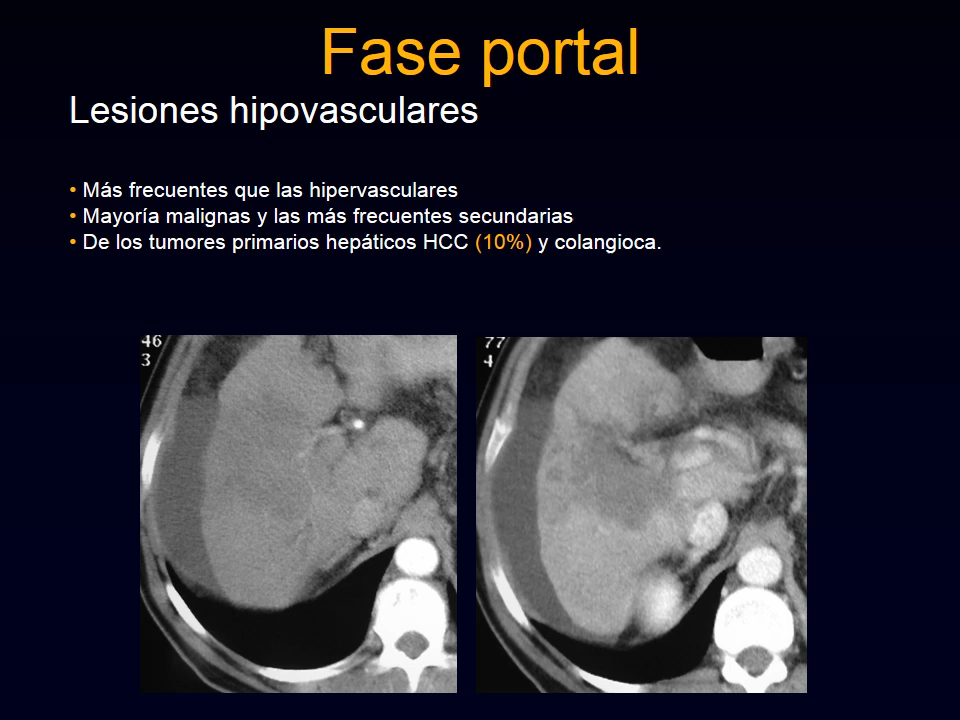 Fase portal
Lesiones hipovasculares
• Más frecuentes que las hipervasculares
• Mayoría malignas y las más frecuentes secundarias
• De los tumores primarios hepáticos HCC (10%) y colangioca.
46
3
77
4